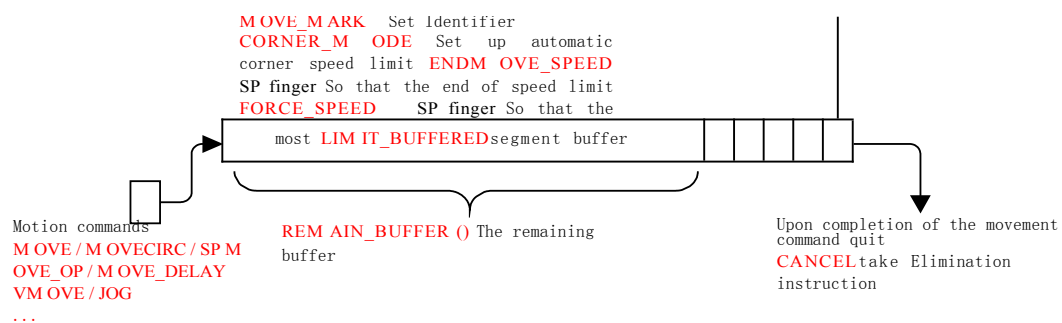 M OVE_M ARK Set Identifier
CORNER_M ODE Set up automatic
corner speed limit ENDM OVE_SPEED
SP finger So that the end of speed limit
FORCE_SPEED SP finger So that the
most LIM IT_BUFFEREDsegment buffer
Motion commands
M OVE / M OVECIRC / SP M
OVE_OP / M OVE_DELAY
VM OVE / JOG
...
REM AIN_BUFFER () The remaining
buffer
Upon completion of the movement
command quit
CANCELtake Elimination
instruction